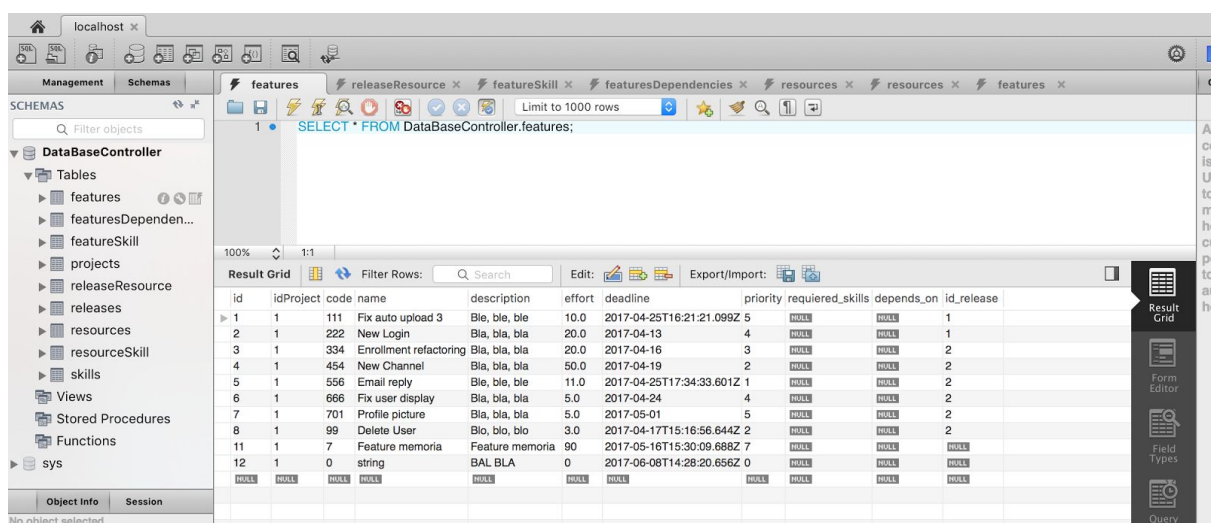 localhost ×
SQL SQL
Management Schemas
features releaseResource × featureSkill × featuresDependencies × resources × resources × features ×
SCHEMAS
Limit to 1000 rows
Filter objects
1 SELECT * FROM DataBaseController.features;
DataBaseController
Tables
features
featuresDependen...
featureSkill
projects
releaseResource
releases
resources
resourceSkill
skills
Views
Stored Procedures
Functions
sys
Object Info Session
No object selected
100% 1:1
Result Grid Filter Rows: Search Edit: Export/Import:
id idProject code name description effort deadline priority requiered_skills depends_on id_release
1 1 111 Fix auto upload 3 Ble, ble, ble 10.0 2017-04-25T16:21:21.099Z 5 NULL NULL 1
2 1 222 New Login Bla, bla, bla 20.0 2017-04-13 4 NULL NULL 1
3 1 334 Enrollment refactoring Bla, bla, bla 20.0 2017-04-16 3 NULL NULL 2
4 1 454 New Channel Bla, bla, bla 50.0 2017-04-19 2 NULL NULL 2
5 1 556 Email reply Ble, ble, ble 11.0 2017-04-25T17:34:33.601Z 1 NULL NULL 2
6 1 666 Fix user display Bla, bla, bla 5.0 2017-04-24 4 NULL NULL 2
7 1 701 Profile picture Bla, bla, bla 5.0 2017-05-01 5 NULL NULL 2
8 1 99 Delete User Blo, blo, blo 3.0 2017-04-17T15:16:56.644Z 2 NULL NULL 2
11 1 7 Feature memoria Feature memoria 90 2017-05-16T15:30:09.688Z 7 NULL NULL NULL
12 1 0 string BAL BLA 0 2017-06-08T14:28:20.656Z 0 NULL NULL NULL
NULL NULL NULL NULL NULL NULL NULL NULL NULL NULL NULL
Result
Grid
Form
Editor
Field
Types
Query